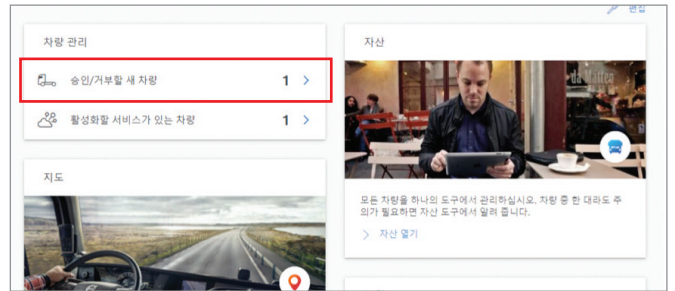 편집
차량 관리
승인/거부할 새 차량 1
활성화할 서비스가 있는 차량 1
지도
자산
da Matteo
모든 차량을 하나의 도구에서 관리하십시오. 차량 중 한 대라도 주
의가 필요하면 자산 도구에서 알려 줍니다.
자산 열기